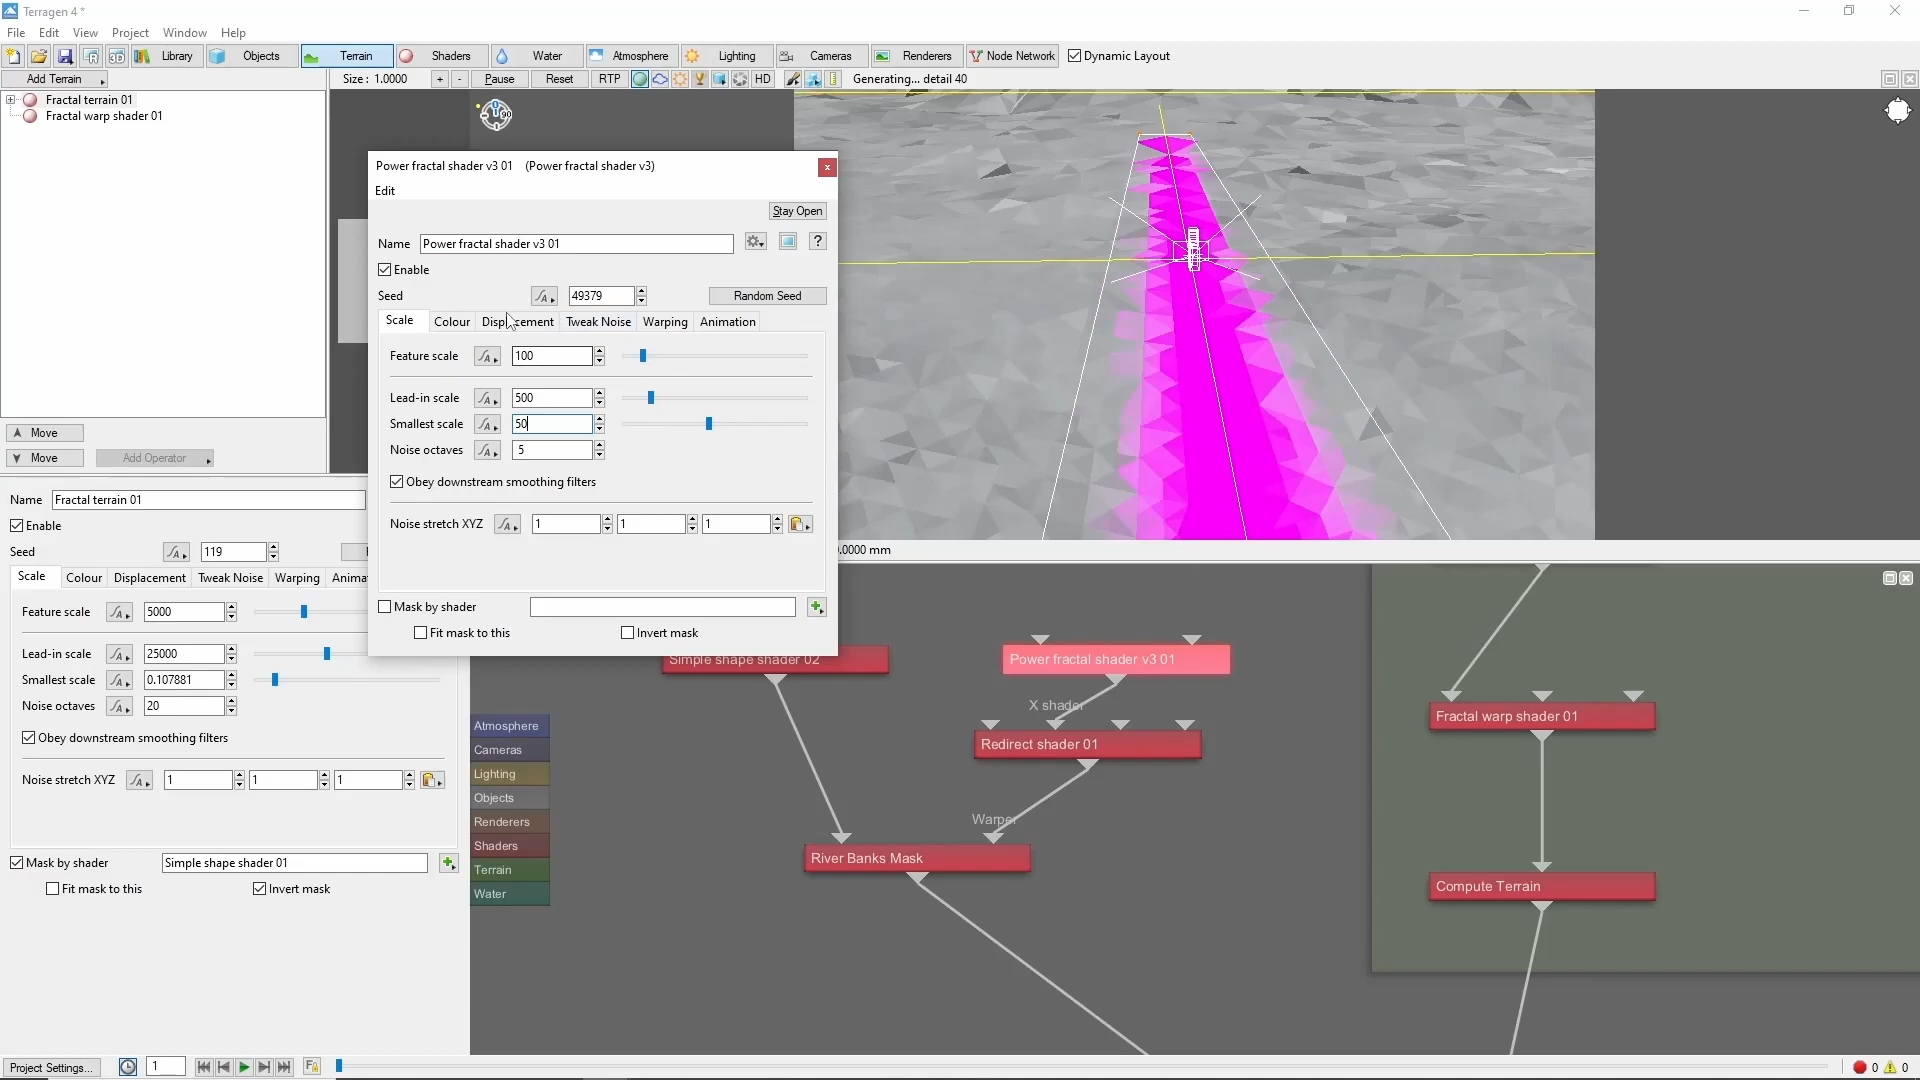 Terragen 4 *
File Edit View Project Window Help
Library Objects Terrain Shaders Water Atmosphere Lighting Cameras Renderers Node Network Dynamic Layout
Add Terrain Size : 1.0000 + - Pause Reset RTP HD Generating... detail 40
Fractal terrain 01
Fractal warp shader 01
Move
Move Add Operator
Name Fractal terrain 01
Enable
Seed 119
Scale Colour Displacement Tweak Noise Warping Anima
Feature scale 5000
Lead-in scale 25000
Smallest scale 0.107881
Noise octaves 20
Obey downstream smoothing filters
Noise stretch XYZ 1 1 1
Mask by shader Simple shape shader 01
Fit mask to this Invert mask
Power fractal shader v3 01 (Power fractal shader v3)
Edit
Stay Open
Name Power fractal shader v3 01 ?
Enable
Seed 49379 Random Seed
Scale Colour Displacement Tweak Noise Warping Animation
Feature scale 100
Lead-in scale 500
Smallest scale 50
Noise octaves 5
Obey downstream smoothing filters
Noise stretch XYZ 1 1 1
Mask by shader
Fit mask to this Invert mask
.0000 mm
Simple shape shader 02
Power fractal shader v3 01
X shader
Redirect shader 01
Warper
River Banks Mask
Fractal warp shader 01
Compute Terrain
Atmosphere
Cameras
Lighting
Objects
Renderers
Shaders
Terrain
Water
Project Settings... 1 0 0